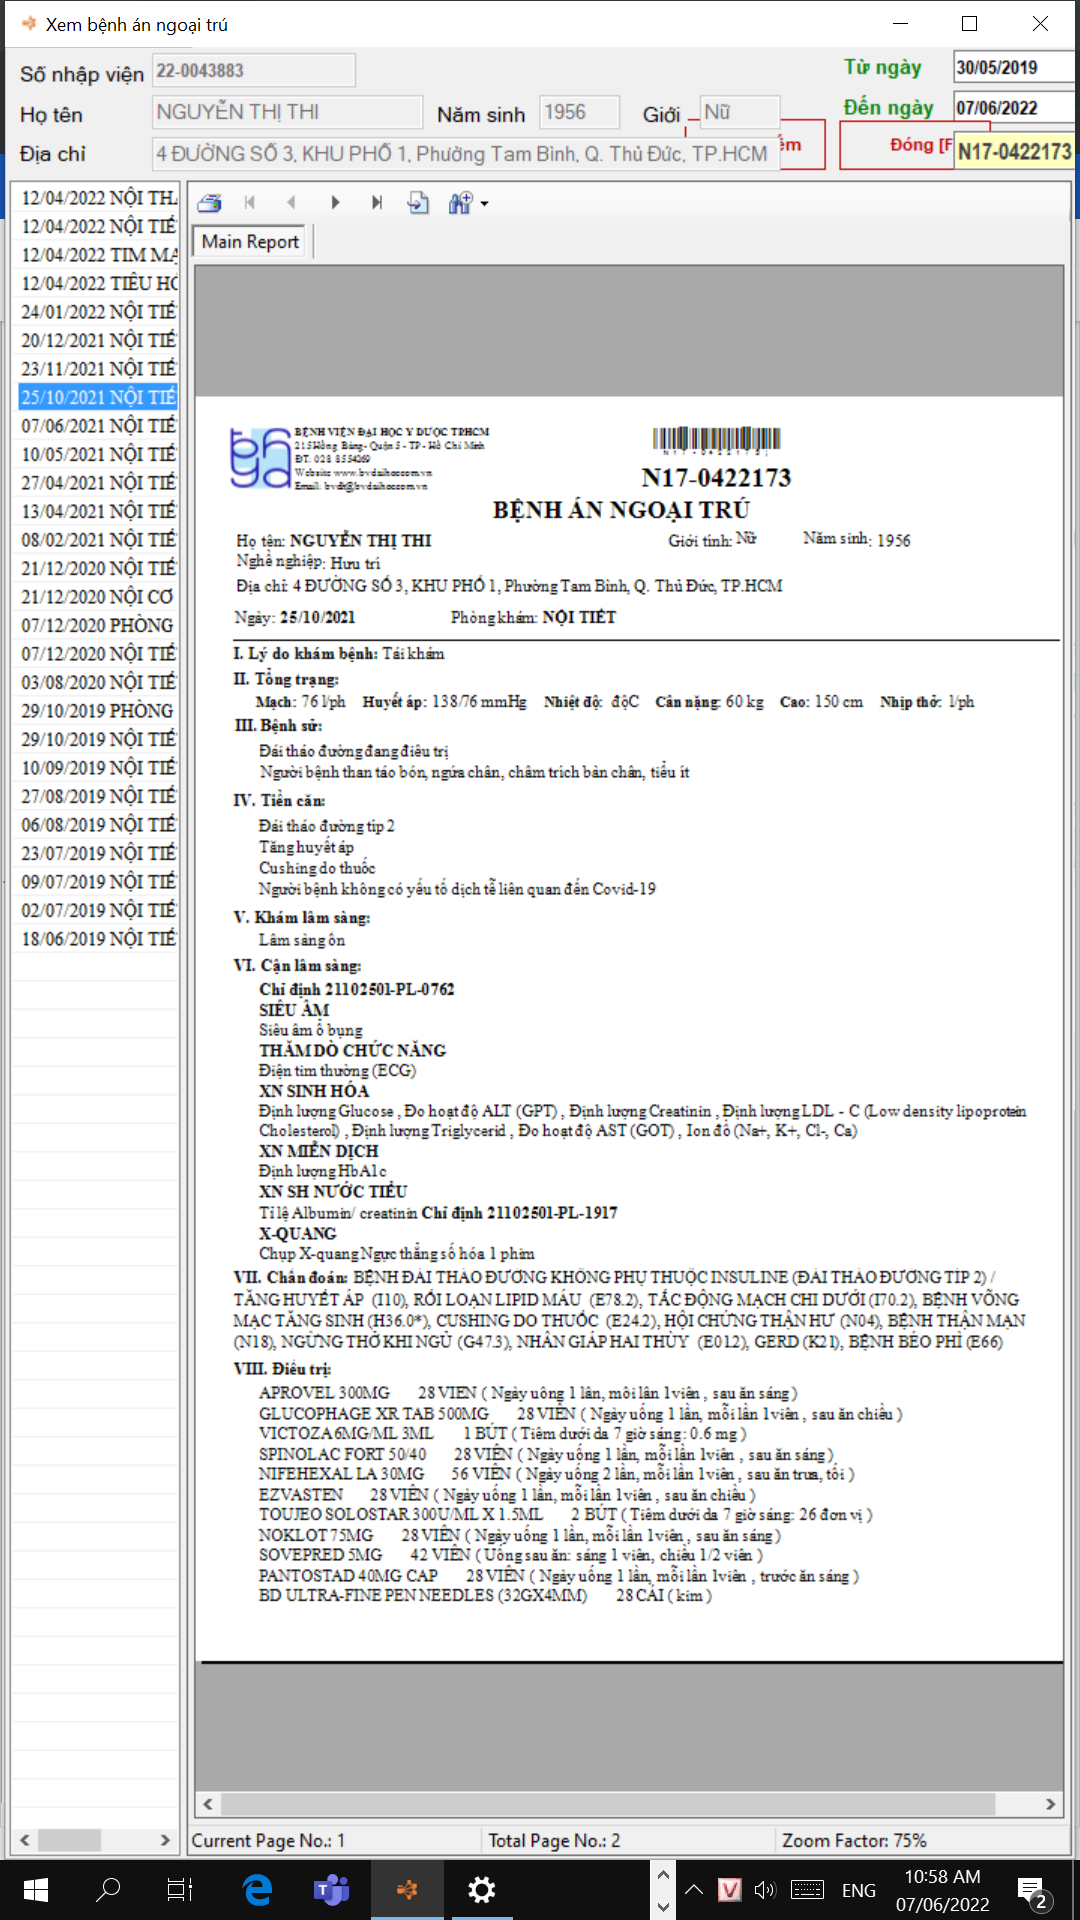 Xem bệnh án ngoại trú
Số nhập viện 22-0043883
Từ ngày 30/05/2019
Họ tên NGUYỄN THỊ THI Năm sinh 1956 Giới Nữ
Đến ngày 07/06/2022
Địa chỉ 4 ĐƯỜNG SỐ 3, KHU PHỐ 1, Phường Tam Bình, Q. Thủ Đức, TP.HCM
Đóng [F N17-0422173
12/04/2022 NỘI THẦ
12/04/2022 NỘI TIẾ
12/04/2022 TIM MẠ
12/04/2022 TIÊU HÓ
24/01/2022 NỘI TIẾ
20/12/2021 NỘI TIẾ
23/11/2021 NỘI TIẾ
25/10/2021 NỘI TIẾ
07/06/2021 NỘI TIẾ
10/05/2021 NỘI TIẾ
27/04/2021 NỘI TIẾ
13/04/2021 NỘI TIẾ
08/02/2021 NỘI TIẾ
21/12/2020 NỘI TIẾ
21/12/2020 NỘI CƠ
07/12/2020 PHÒNG
07/12/2020 NỘI TIẾ
03/08/2020 NỘI TIẾ
29/10/2019 PHÒNG
29/10/2019 NỘI TIẾ
10/09/2019 NỘI TIẾ
27/08/2019 NỘI TIẾ
06/08/2019 NỘI TIẾ
23/07/2019 NỘI TIẾ
09/07/2019 NỘI TIẾ
02/07/2019 NỘI TIẾ
18/06/2019 NỘI TIẾ
Main Report
BỆNH VIỆN ĐẠI HỌC Y DƯỢC TPHCM
215 Hồng Bàng - Quận 5 - TP - Hồ Chí Minh
ĐT: 028 8554269
Website www.bvdaihoc.com.vn
Email: bvdh@bvdaihoc.com.vn
N17-0422173
N17-0422173
BỆNH ÁN NGOẠI TRÚ
Họ tên: NGUYỄN THỊ THI Giới tính: Nữ Năm sinh: 1956
Nghề nghiệp: Hưu trí
Địa chỉ: 4 ĐƯỜNG SỐ 3, KHU PHỐ 1, Phường Tam Bình, Q. Thủ Đức, TP.HCM
Ngày: 25/10/2021 Phòng khám: NỘI TIẾT
I. Lý do khám bệnh: Tái khám
II. Tổng trạng:
Mạch: 76 l/ph Huyết áp: 138/76 mmHg Nhiệt độ: độC Cân nặng: 60 kg Cao: 150 cm Nhịp thở: l/ph
III. Bệnh sử:
Đái tháo đường đang điều trị
Người bệnh than táo bón, ngứa chân, châm trích bàn chân, tiểu ít
IV. Tiền căn:
Đái tháo đường típ 2
Tăng huyết áp
Cushing do thuốc
Người bệnh không có yếu tố dịch tễ liên quan đến Covid-19
V. Khám lâm sàng:
Lâm sàng ổn
VI. Cận lâm sàng:
Chỉ định 21102501-PL-0762
SIÊU ÂM
Siêu âm ổ bụng
THĂM DÒ CHỨC NĂNG
Điện tim thường (ECG)
XN SINH HÓA
Định lượng Glucose , Đo hoạt độ ALT (GPT) , Định lượng Creatinin , Định lượng LDL - C (Low density lipoprotein
Cholesterol) , Định lượng Triglycerid , Đo hoạt độ AST (GOT) , Ion đồ (Na+, K+, Cl-, Ca)
XN MIỄN DỊCH
Định lượng HbA1c
XN SH NƯỚC TIỂU
Tỉ lệ Albumin/ creatinin Chỉ định 21102501-PL-1917
X-QUANG
Chụp X-quang Ngực thẳng số hóa 1 phim
VII. Chẩn đoán: BỆNH ĐÁI THÁO ĐƯỜNG KHÔNG PHỤ THUỘC INSULINE (ĐÁI THÁO ĐƯỜNG TÍP 2) /
TĂNG HUYẾT ÁP (I10), RỐI LOẠN LIPID MÁU (E78.2), TẮC ĐỘNG MẠCH CHI DƯỚI (I70.2), BỆNH VÕNG
MẠC TĂNG SINH (H36.0*), CUSHING DO THUỐC (E24.2), HỘI CHỨNG THẬN HƯ (N04), BỆNH THẬN MẠN
(N18), NGỪNG THỞ KHI NGỦ (G47.3), NHÂN GIÁP HAI THÙY (E01.2), GERD (K21), BỆNH BÉO PHÌ (E66)
VIII. Điều trị:
APROVEL 300MG 28 VIÊN ( Ngày uống 1 lần, mỗi lần 1viên , sau ăn sáng )
GLUCOPHAGE XR TAB 500MG 28 VIÊN ( Ngày uống 1 lần, mỗi lần 1viên , sau ăn chiều )
VICTOZA 6MG/ML 3ML 1 BÚT ( Tiêm dưới da 7 giờ sáng: 0.6 mg )
SPINOLAC FORT 50/40 28 VIÊN ( Ngày uống 1 lần, mỗi lần 1viên , sau ăn sáng )
NIFEHEXAL LA 30MG 56 VIÊN ( Ngày uống 2 lần, mỗi lần 1viên , sau ăn trưa, tối )
EZVASTEN 28 VIÊN ( Ngày uống 1 lần, mỗi lần 1viên , sau ăn chiều )
TOUJEO SOLOSTAR 300U/ML X 1.5ML 2 BÚT ( Tiêm dưới da 7 giờ sáng: 26 đơn vị )
NOKLOT 75MG 28 VIÊN ( Ngày uống 1 lần, mỗi lần 1viên , sau ăn sáng )
SOVEPRED 5MG 42 VIÊN ( Uống sau ăn: sáng 1 viên, chiều 1/2 viên )
PANTOSTAD 40MG CAP 28 VIÊN ( Ngày uống 1 lần, mỗi lần 1viên , trước ăn sáng )
BD ULTRA-FINE PEN NEEDLES (32GX4MM) 28 CÁI ( kim )
Current Page No.: 1 Total Page No.: 2 Zoom Factor: 75%
ENG 10:58 AM
07/06/2022
2